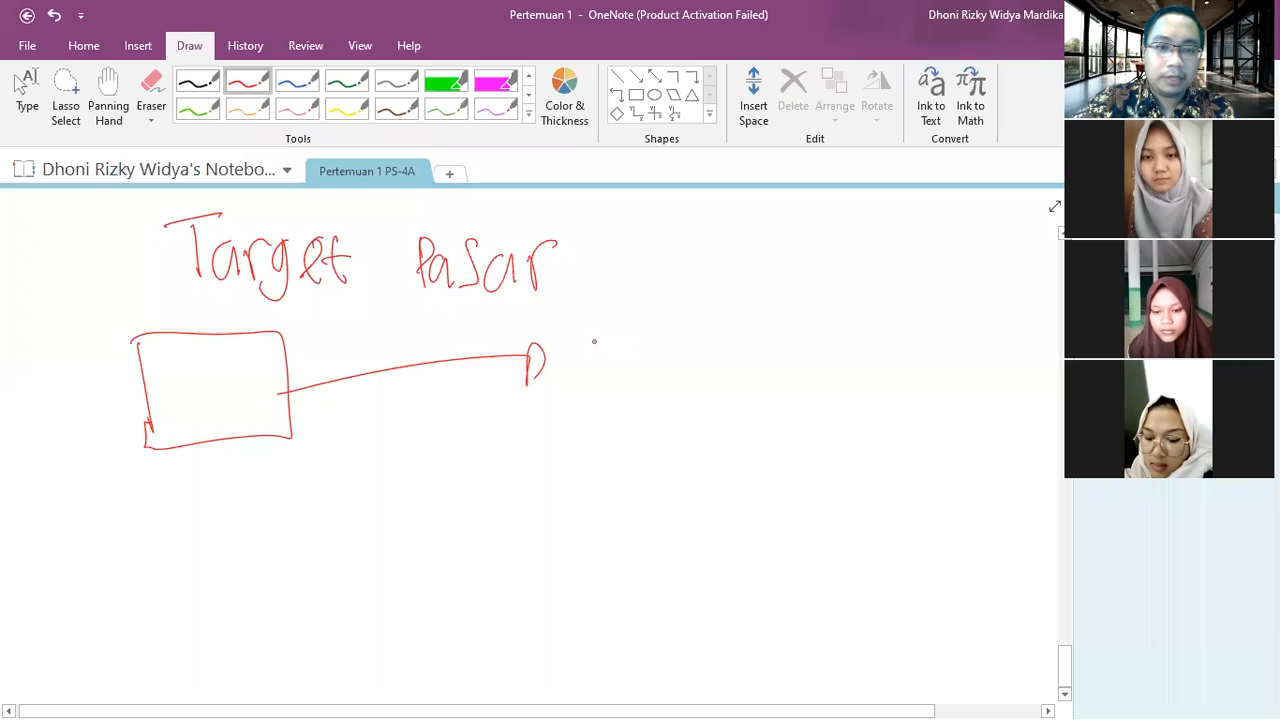 Pertemuan 1 - OneNote (Product Activation Failed)
Dhoni Rizky Widya Mardika
File Home Insert Draw History Review View Help
Type
Lasso Select
Panning Hand
Eraser
Color & Thickness
Insert Space
Delete
Arrange
Rotate
Ink to Text
Ink to Math
Tools
Shapes
Edit
Convert
Dhoni Rizky Widya's Notebo...
Pertemuan 1 PS-4A
Target Pasar